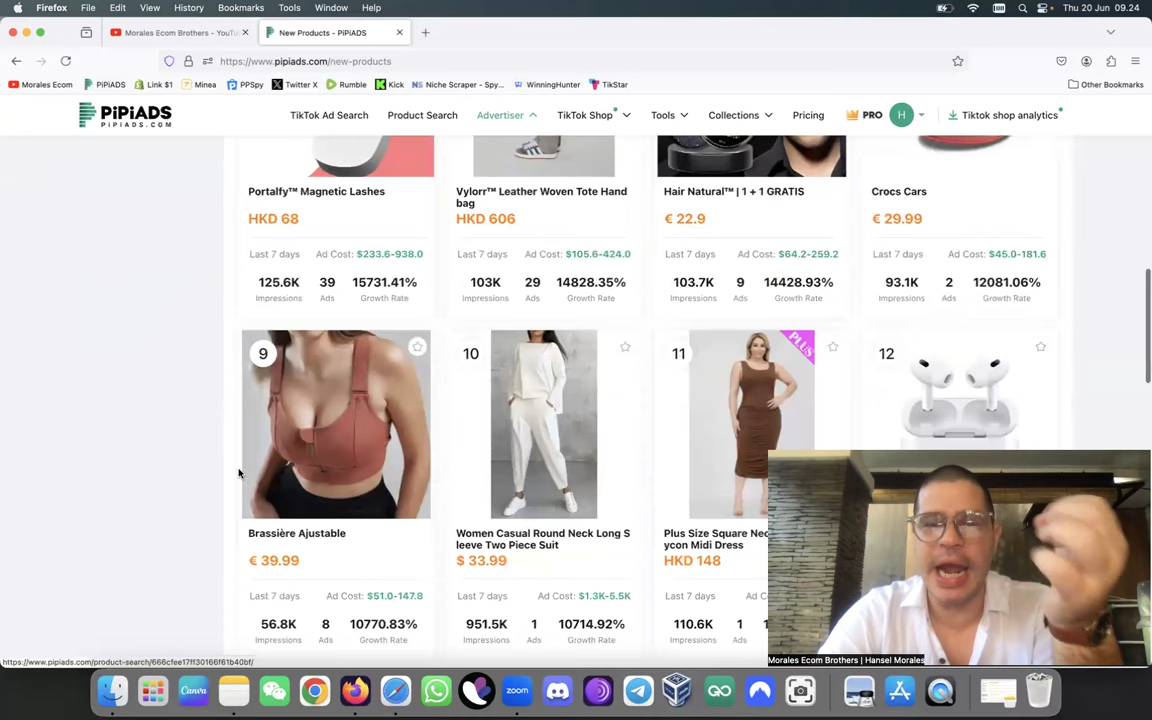 Firefox File Edit View History Bookmarks Tools Window Help Thu 20 Jun 09.24
Morales Ecom Brothers - YouTu New Products - PiPiADS
https://www.pipiads.com/new-products
Morales Ecom PiPiADS Link $1 Minea PPSpy Twitter X Rumble Kick Niche Scraper - Spy... WinningHunter TikStar Other Bookmarks
PiPiADS
PIPIADS.COM
TikTok Ad Search Product Search Advertiser TikTok Shop Tools Collections Pricing PRO H Tiktok shop analytics
Portalfy™ Magnetic Lashes
HKD 68
Last 7 days Ad Cost: $233.6-938.0
125.6K 39 15731.41%
Impressions Ads Growth Rate
Vylorr™ Leather Woven Tote Hand
bag
HKD 606
Last 7 days Ad Cost: $105.6-424.0
103K 29 14828.35%
Impressions Ads Growth Rate
Hair Natural™ | 1 + 1 GRATIS
€ 22.9
Last 7 days Ad Cost: $64.2-259.2
103.7K 9 14428.93%
Impressions Ads Growth Rate
Crocs Cars
€ 29.99
Last 7 days Ad Cost: $45.0-181.6
93.1K 2 12081.06%
Impressions Ads Growth Rate
9
Brassière Ajustable
€ 39.99
Last 7 days Ad Cost: $51.0-147.8
56.8K 8 10770.83%
Impressions Ads Growth Rate
10
Women Casual Round Neck Long S
leeve Two Piece Suit
$ 33.99
Last 7 days Ad Cost: $1.3K-5.5K
951.5K 1 10714.92%
Impressions Ads Growth Rate
11
PLUS
Plus Size Square Nec
ycon Midi Dress
HKD 148
Last 7 days Ad
110.6K 1
Impressions Ads
12
https://www.pipiads.com/product-search/666cfee17ff30166f61b40bf/
Morales Ecom Brothers | Hansel Morales
Canva
zoom